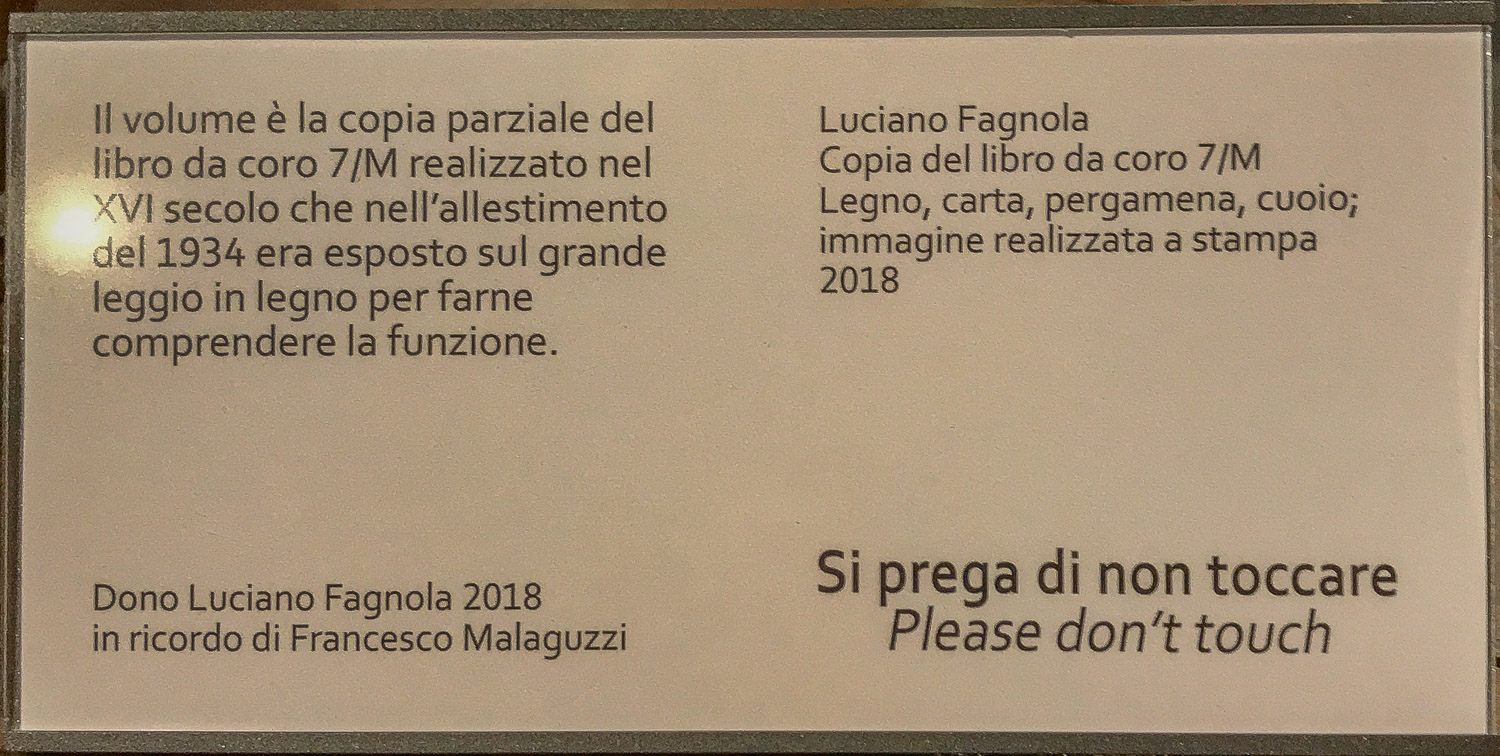 Il volume è la copia parziale del
libro da coro 7/M realizzato nel
XVI secolo che nell'allestimento
del 1934 era esposto sul grande
leggio in legno per farne
comprendere la funzione.
Dono Luciano Fagnola 2018
in ricordo di Francesco Malaguzzi
Luciano Fagnola
Copia del libro da coro 7/M
Legno, carta, pergamena, cuoio;
immagine realizzata a stampa
2018
Si prega di non toccare
Please don't touch